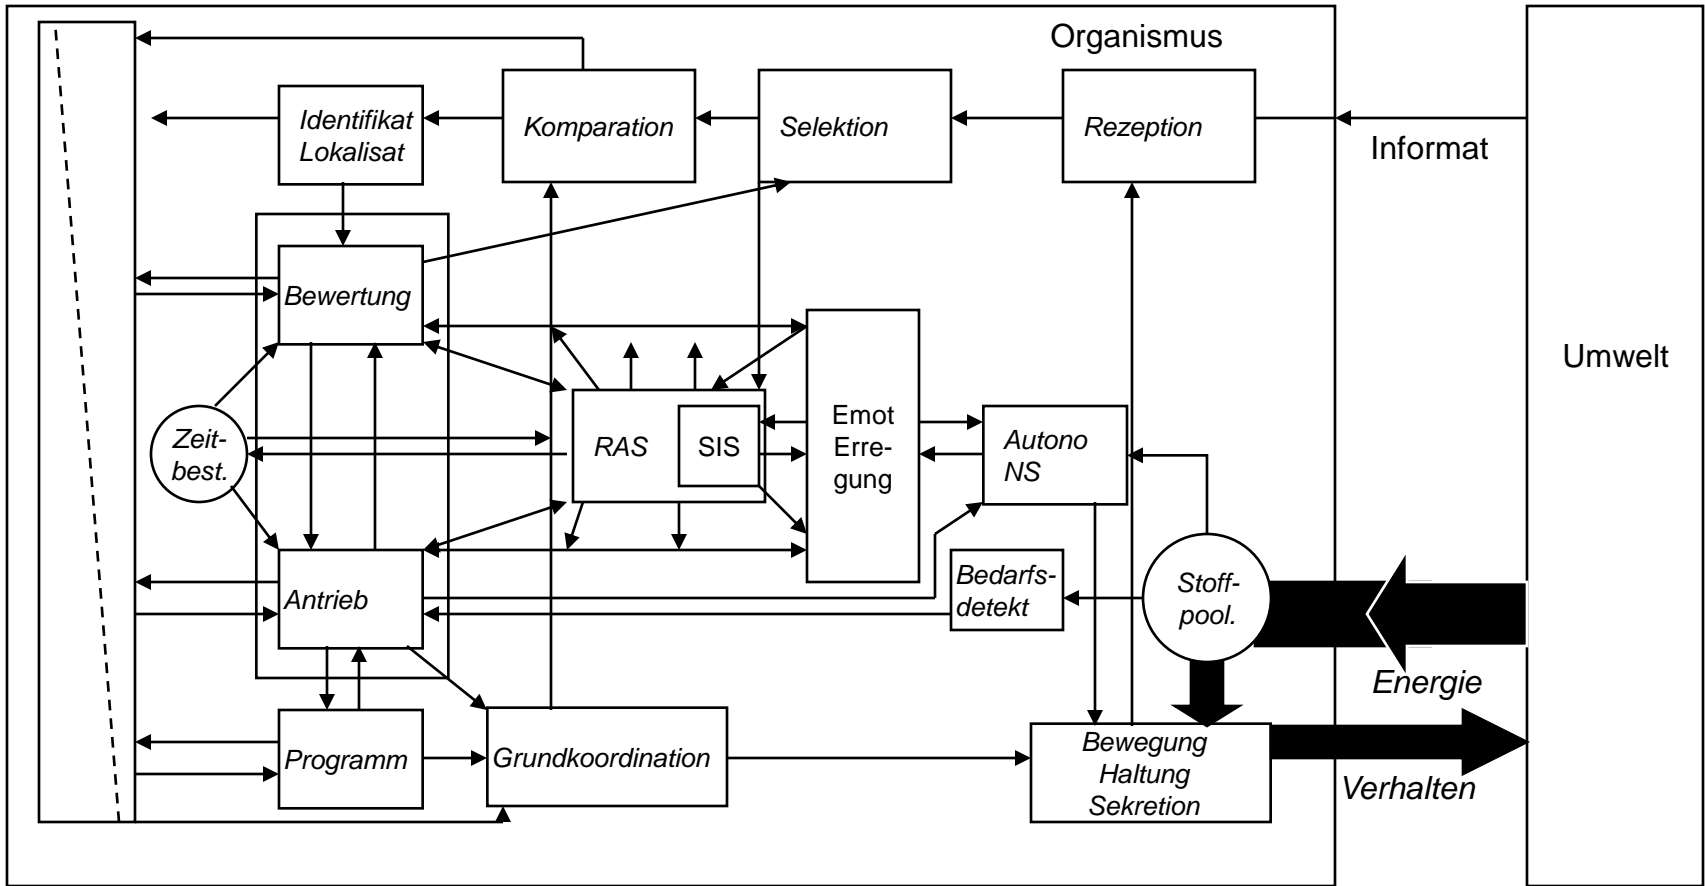 Organismus
Identifikat
Lokalisat
Komparation
Selektion
Rezeption
Informat
Umwelt
Bewertung
Zeit-
best.
RAS
SIS
Emot
Erre-
gung
Autono
NS
Antrieb
Bedarfs-
detekt
Stoff-
pool.
Energie
Programm
Grundkoordination
Bewegung
Haltung
Sekretion
Verhalten